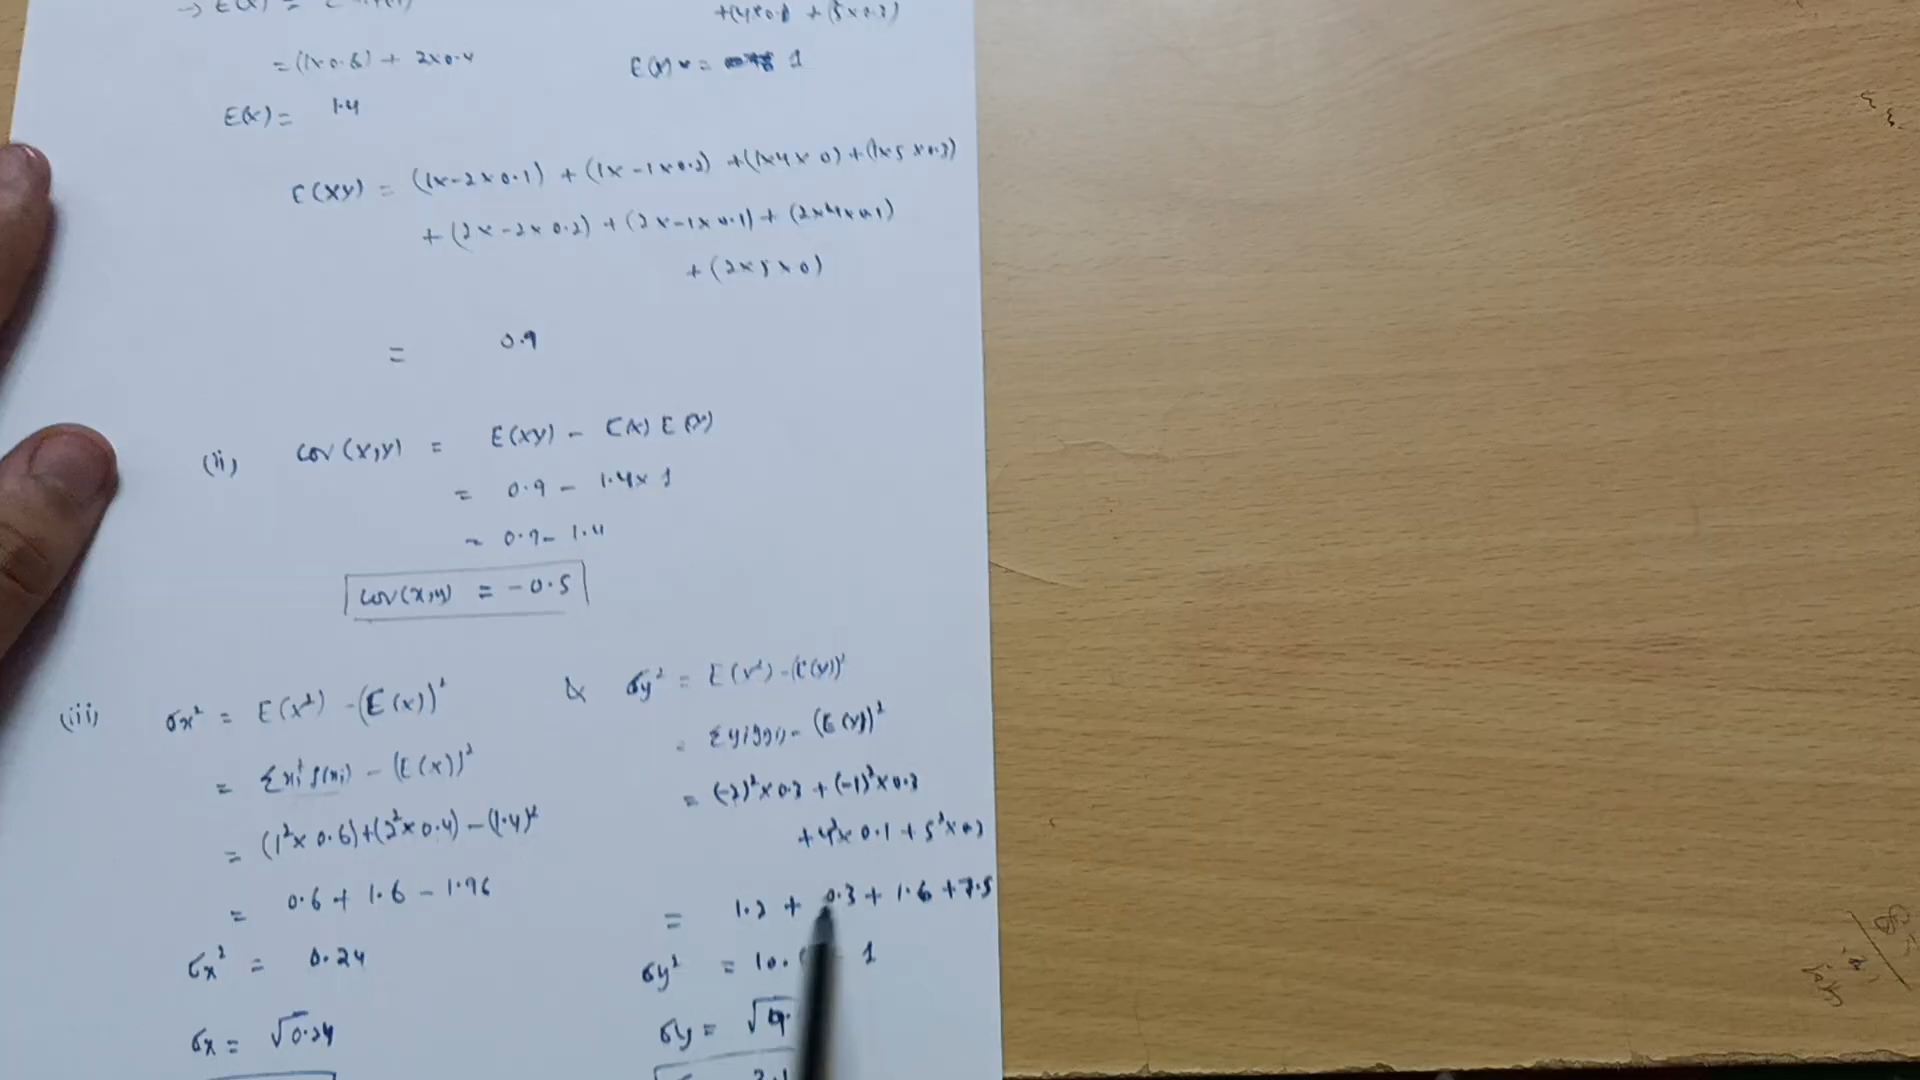 +(4×0.1) + (5×0.3)
= (1×0.6) + 2×0.4
E(Y) = 1
E(X) = 1.4
E(XY) = (1×-2×0.1) + (1×-1×0.2) + (1×4×0) + (1×5×0.3)
+ (2×-2×0.2) + (2×-1×0.1) + (2×4×0.1)
+ (2×5×0)
= 0.9
(ii) cov(x,y) = E(XY) - E(X) E(Y)
= 0.9 - 1.4×1
= 0.9 - 1.4
cov(x,y) = -0.5
(iii) σx² = E(x²) - (E(x))² & σy² = E(Y²) - (E(Y))²
= Σxi² f(xi) - (E(X))²
- (E(Y))²
= (1²×0.6)+(2²×0.4) - (1.4)²
= (-2)²×0.3 + (-1)²×0.3
+ 4²×0.1 + 5²×0.3
= 0.6 + 1.6 - 1.96
= 1.2 + 0.3 + 1.6 + 7.5
σx² = 0.24
σy² = 10. 1
σx = √0.24
σy = √9.